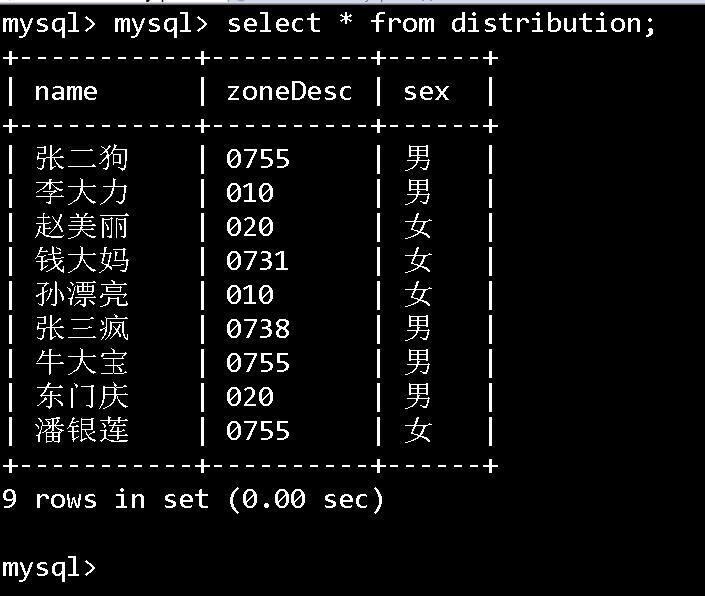 mysql> mysql> select * from distribution;
+-----------+----------+------+
| name      | zoneDesc | sex  |
+-----------+----------+------+
| 张二狗    | 0755     | 男   |
| 李大力    | 010      | 男   |
| 赵美丽    | 020      | 女   |
| 钱大妈    | 0731     | 女   |
| 孙漂亮    | 010      | 女   |
| 张三疯    | 0738     | 男   |
| 牛大宝    | 0755     | 男   |
| 东门庆    | 020      | 男   |
| 潘银莲    | 0755     | 女   |
+-----------+----------+------+
9 rows in set (0.00 sec)
mysql>